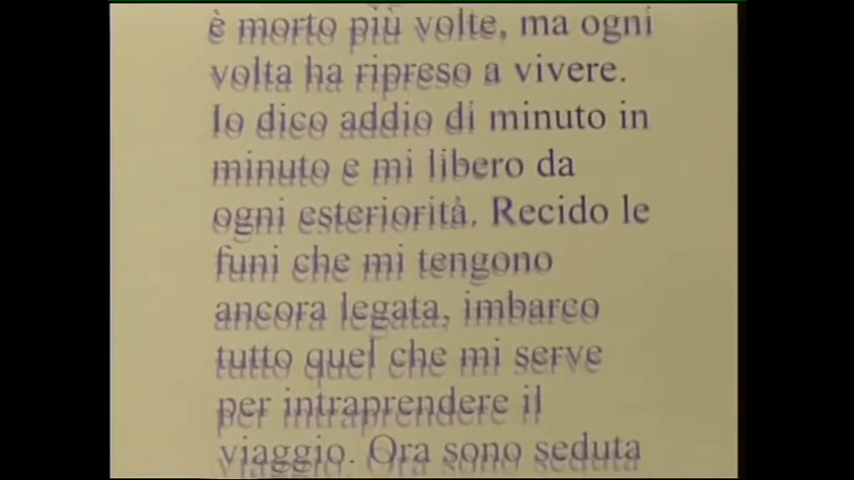 è morto più volte, ma ogni
volta ha ripreso a vivere.
Io dico addio di minuto in
minuto e mi libero da
ogni esteriorità. Recido le
funi che mi tengono
ancora legata, imbarco
tutto quel che mi serve
per intraprendere il
viaggio. Ora sono seduta